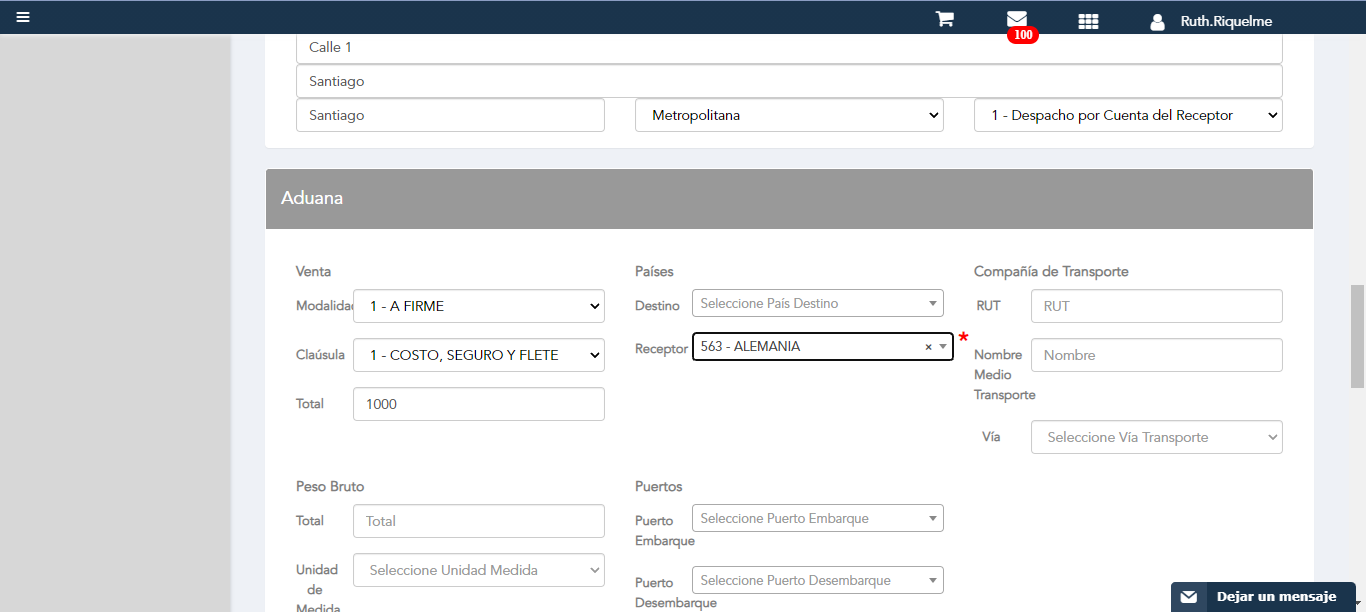 Ruth.Riquelme
100
Calle 1
Santiago
Santiago
Metropolitana
1 - Despacho por Cuenta del Receptor
Aduana
Venta
Modalidad
1 - A FIRME
Claúsula
1 - COSTO, SEGURO Y FLETE
Total
1000
Países
Destino
Seleccione País Destino
Receptor
563 - ALEMANIA
× *
Compañía de Transporte
RUT
RUT
Nombre
Medio
Transporte
Nombre
Vía
Seleccione Vía Transporte
Peso Bruto
Total
Total
Unidad
de
Medida
Seleccione Unidad Medida
Puertos
Puerto
Embarque
Seleccione Puerto Embarque
Puerto
Desembarque
Seleccione Puerto Desembarque
Dejar un mensaje